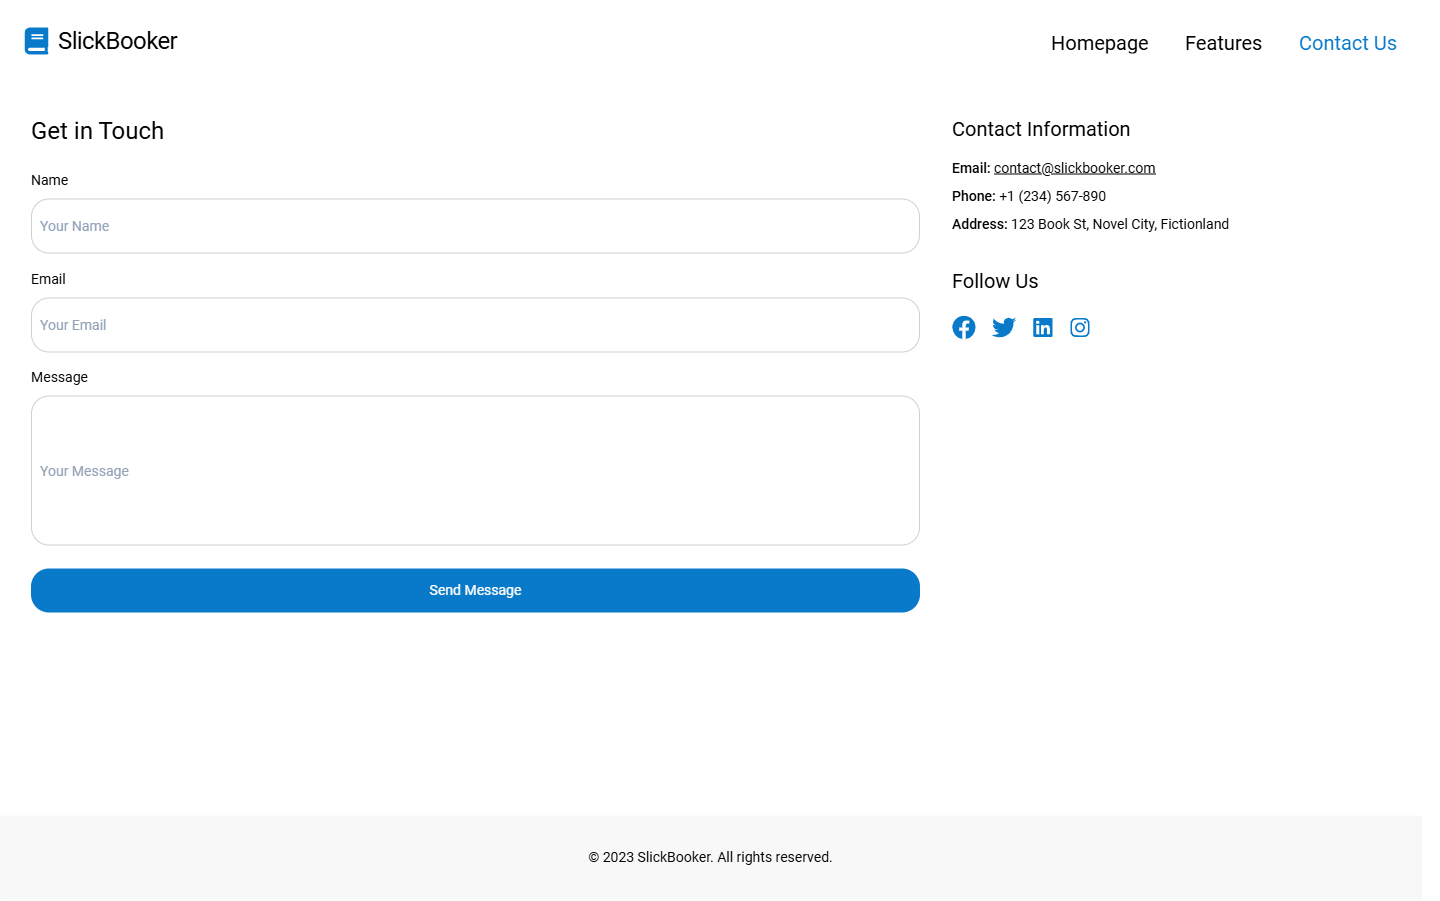 SlickBooker
Homepage Features Contact Us
Get in Touch
Name
Your Name
Email
Your Email
Message
Your Message
Send Message
Contact Information
Email: contact@slickbooker.com
Phone: +1 (234) 567-890
Address: 123 Book St, Novel City, Fictionland
Follow Us
© 2023 SlickBooker. All rights reserved.